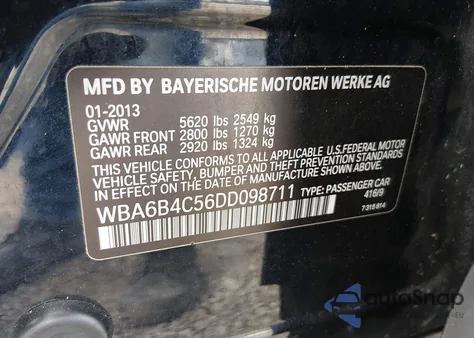 MFD BY BAYERISCHE MOTOREN WERKE AG
01-2013
GVWR 5620 lbs 2549 kg
GAWR FRONT 2800 lbs 1270 kg
GAWR REAR 2920 lbs 1324 kg
THIS VEHICLE CONFORMS TO ALL APPLICABLE U.S.FEDERAL MOTOR
VEHICLE SAFETY, BUMPER AND THEFT PREVENTION STANDARDS
IN EFFECT ON THE DATE OF MANUFACTURE SHOWN ABOVE.
WBA6B4C56DD098711 TYPE: PASSENGER CAR
416/9
7315814
autoSnap